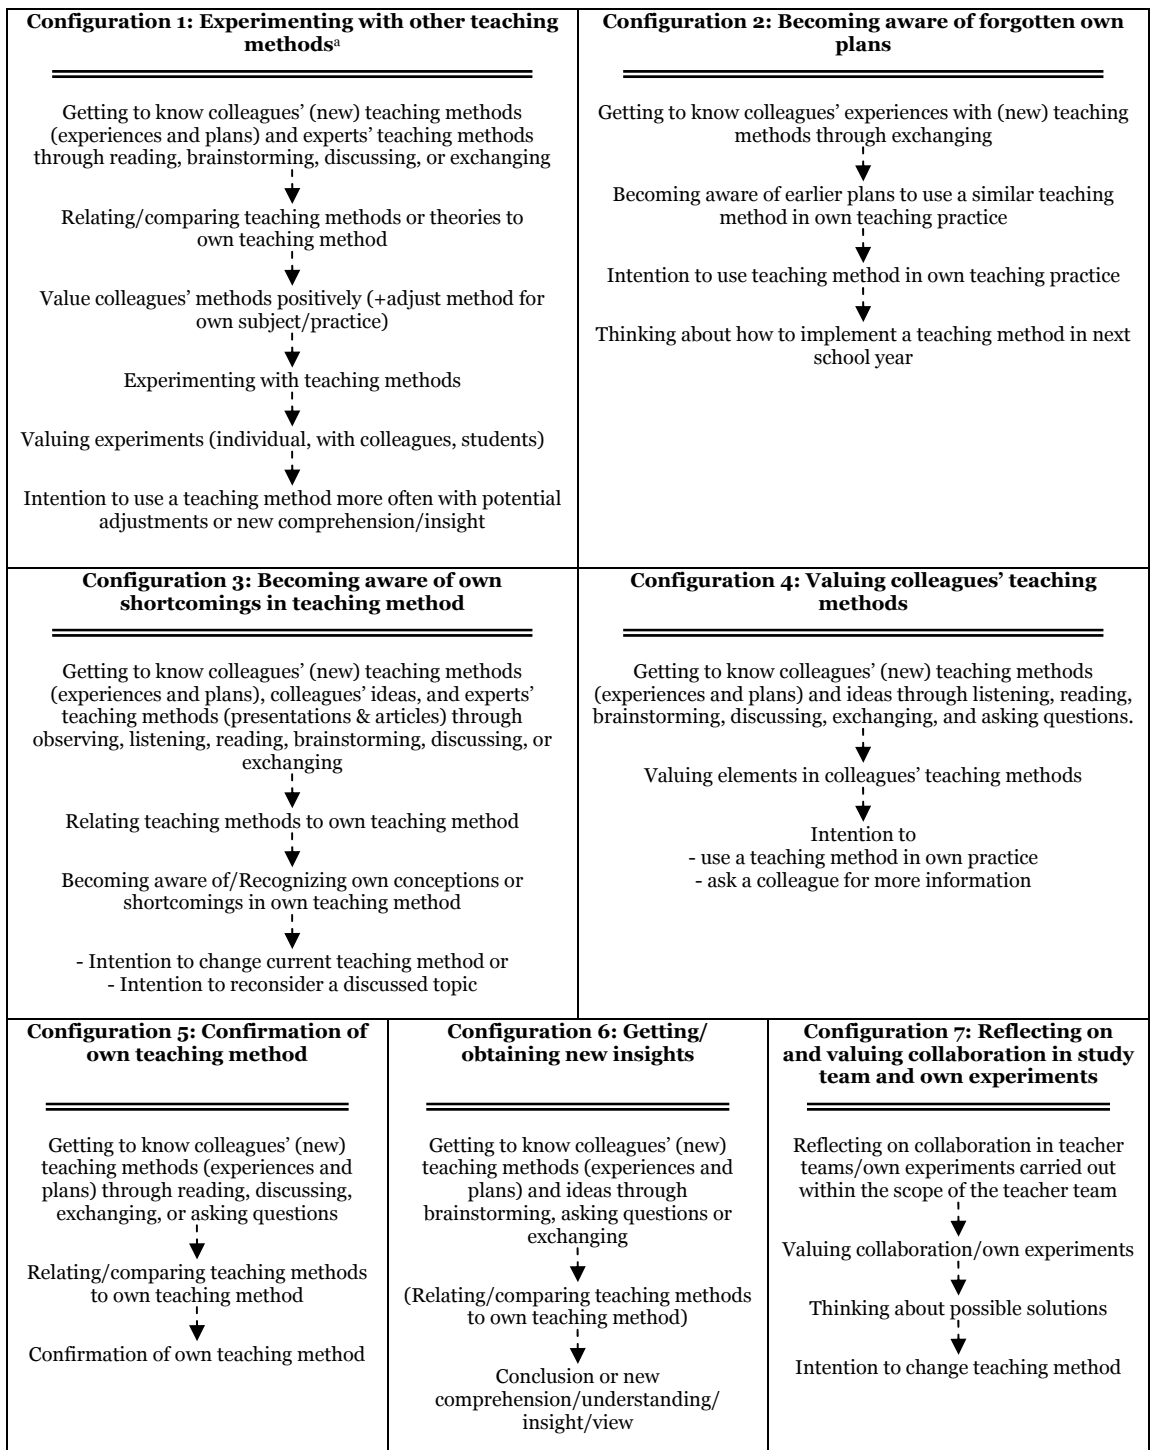 Configuration 1: Experimenting with other teaching
methodsª
Getting to know colleagues’ (new) teaching methods
(experiences and plans) and experts’ teaching methods
through reading, brainstorming, discussing, or exchanging
Relating/comparing teaching methods or theories to
own teaching method
Value colleagues’ methods positively (+adjust method for
own subject/practice)
Experimenting with teaching methods
Valuing experiments (individual, with colleagues, students)
Intention to use a teaching method more often with potential
adjustments or new comprehension/insight
Configuration 2: Becoming aware of forgotten own
plans
Getting to know colleagues’ experiences with (new) teaching
methods through exchanging
Becoming aware of earlier plans to use a similar teaching
method in own teaching practice
Intention to use teaching method in own teaching practice
Thinking about how to implement a teaching method in next
school year
Configuration 3: Becoming aware of own
shortcomings in teaching method
Getting to know colleagues’ (new) teaching methods
(experiences and plans), colleagues’ ideas, and experts’
teaching methods (presentations & articles) through
observing, listening, reading, brainstorming, discussing, or
exchanging
Relating teaching methods to own teaching method
Becoming aware of/Recognizing own conceptions or
shortcomings in own teaching method
- Intention to change current teaching method or
- Intention to reconsider a discussed topic
Configuration 4: Valuing colleagues’ teaching
methods
Getting to know colleagues’ (new) teaching methods
(experiences and plans) and ideas through listening, reading,
brainstorming, discussing, exchanging, and asking questions.
Valuing elements in colleagues’ teaching methods
Intention to
- use a teaching method in own practice
- ask a colleague for more information
Configuration 5: Confirmation of
own teaching method
Getting to know colleagues’ (new)
teaching methods (experiences and
plans) through reading, discussing,
exchanging, or asking questions
Relating/comparing teaching methods
to own teaching method
Confirmation of own teaching method
Configuration 6: Getting/
obtaining new insights
Getting to know colleagues’ (new)
teaching methods (experiences and
plans) and ideas through
brainstorming, asking questions or
exchanging
(Relating/comparing teaching methods
to own teaching method)
Conclusion or new
comprehension/understanding/
insight/view
Configuration 7: Reflecting on
and valuing collaboration in study
team and own experiments
Reflecting on collaboration in teacher
teams/own experiments carried out
within the scope of the teacher team
Valuing collaboration/own experiments
Thinking about possible solutions
Intention to change teaching method